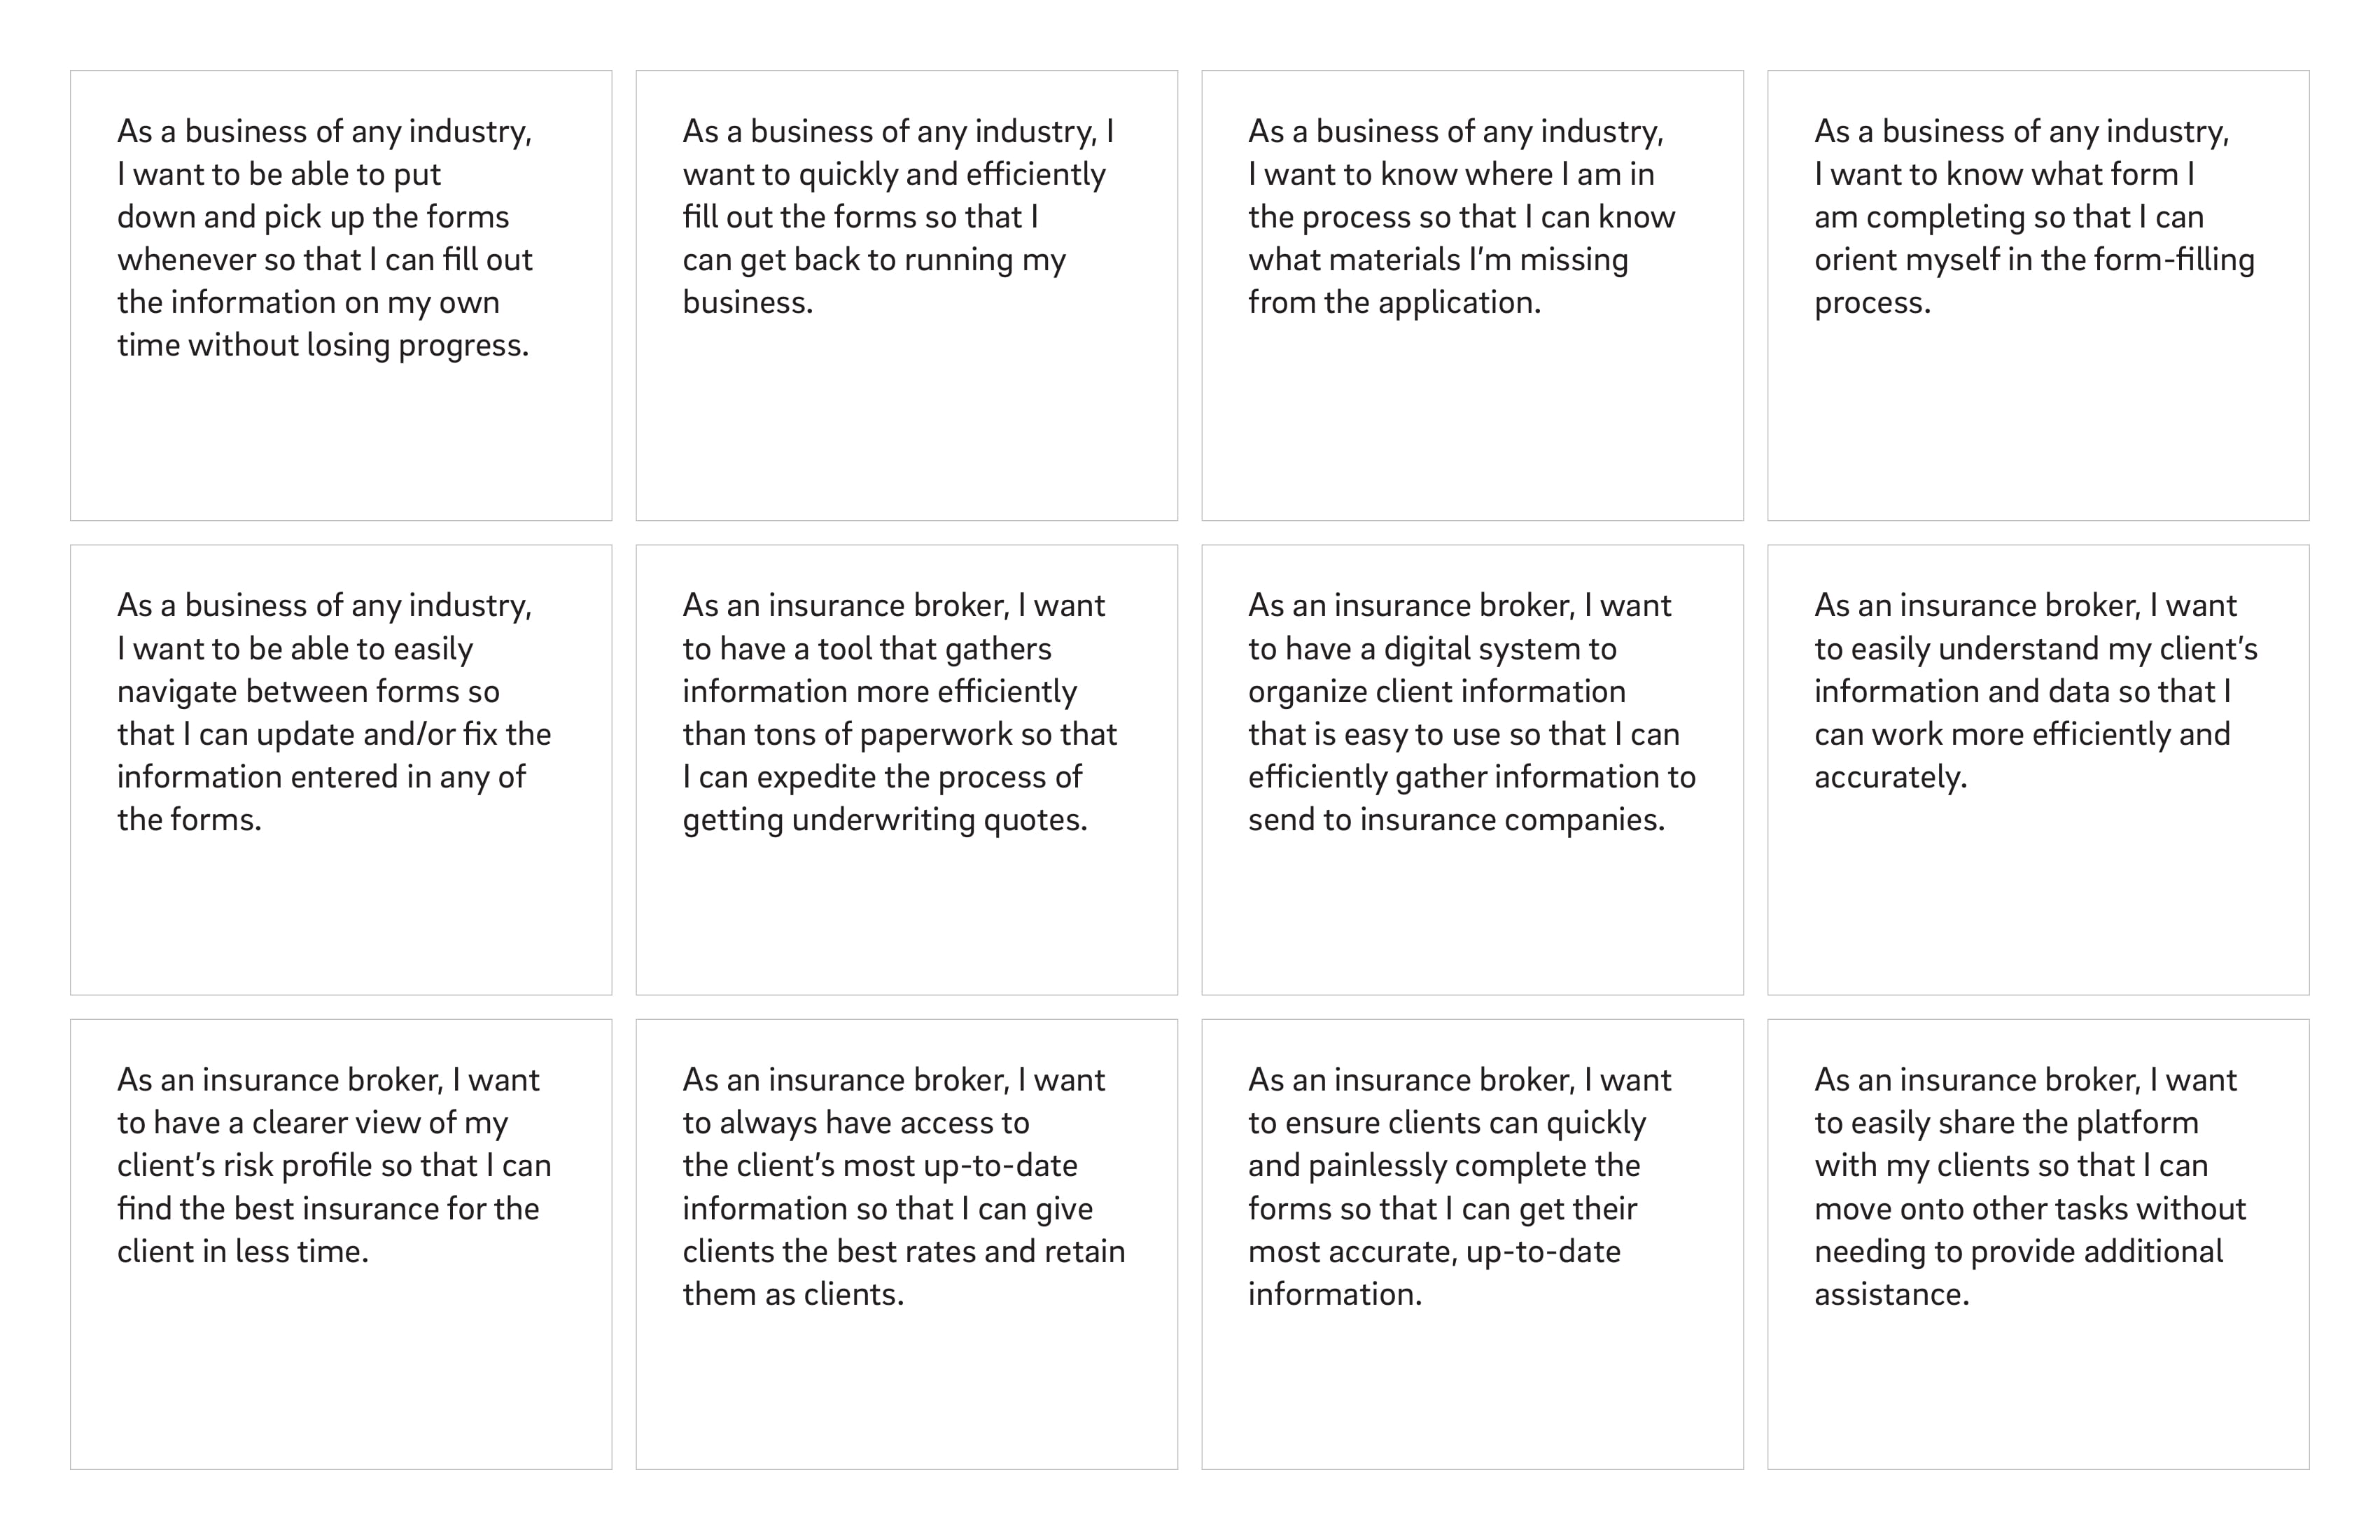 As a business of any industry,
I want to be able to put
down and pick up the forms
whenever so that I can fill out
the information on my own
time without losing progress.
As a business of any industry, I
want to quickly and efficiently
fill out the forms so that I
can get back to running my
business.
As a business of any industry,
I want to know where I am in
the process so that I can know
what materials I’m missing
from the application.
As a business of any industry,
I want to know what form I
am completing so that I can
orient myself in the form-filling
process.
As a business of any industry,
I want to be able to easily
navigate between forms so
that I can update and/or fix the
information entered in any of
the forms.
As an insurance broker, I want
to have a tool that gathers
information more efficiently
than tons of paperwork so that
I can expedite the process of
getting underwriting quotes.
As an insurance broker, I want
to have a digital system to
organize client information
that is easy to use so that I can
efficiently gather information to
send to insurance companies.
As an insurance broker, I want
to easily understand my client’s
information and data so that I
can work more efficiently and
accurately.
As an insurance broker, I want
to have a clearer view of my
client’s risk profile so that I can
find the best insurance for the
client in less time.
As an insurance broker, I want
to always have access to
the client’s most up-to-date
information so that I can give
clients the best rates and retain
them as clients.
As an insurance broker, I want
to ensure clients can quickly
and painlessly complete the
forms so that I can get their
most accurate, up-to-date
information.
As an insurance broker, I want
to easily share the platform
with my clients so that I can
move onto other tasks without
needing to provide additional
assistance.